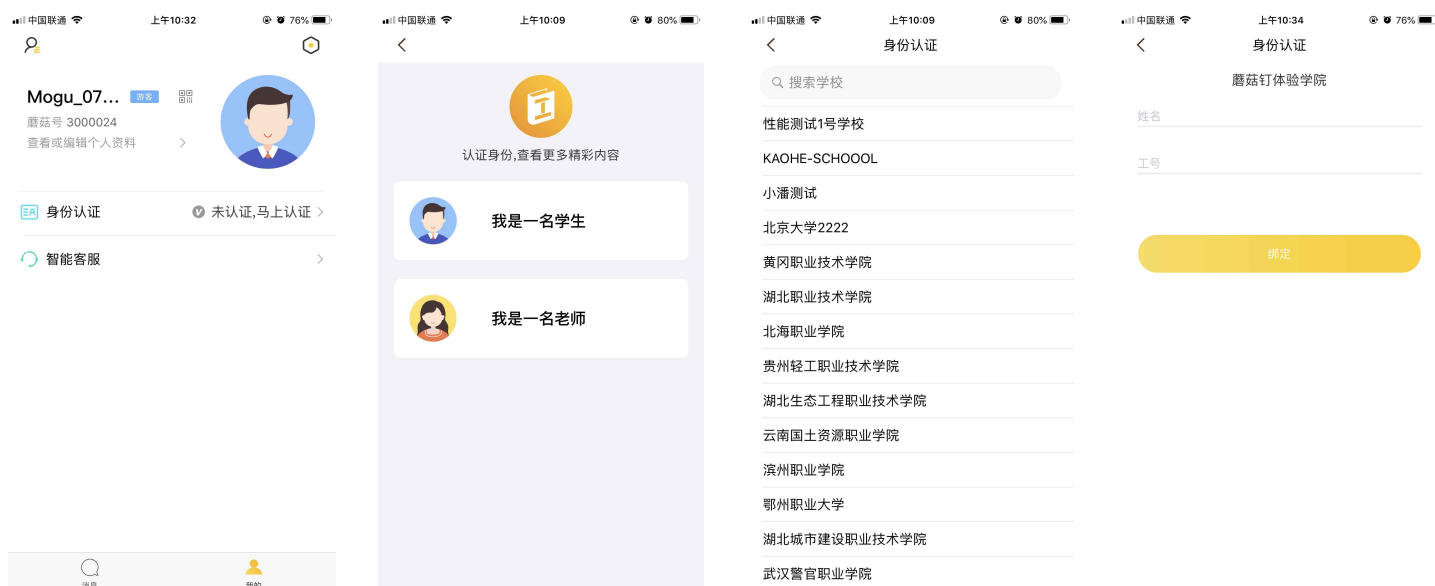 中国联通 上午10:32 76%
Mogu_07... 游客
蘑菇号 3000024
查看或编辑个人资料
身份认证 未认证,马上认证
智能客服
消息 我的
中国联通 上午10:09 80%
认证身份,查看更多精彩内容
我是一名学生
我是一名老师
中国联通 上午10:09 80%
身份认证
搜索学校
性能测试1号学校
KAOHE-SCHOOOL
小潘测试
北京大学2222
黄冈职业技术学院
湖北职业技术学院
北海职业学院
贵州轻工职业技术学院
湖北生态工程职业技术学院
云南国土资源职业学院
滨州职业学院
鄂州职业大学
湖北城市建设职业技术学院
武汉警官职业学院
中国联通 上午10:34 76%
身份认证
蘑菇钉体验学院
姓名
工号
绑定